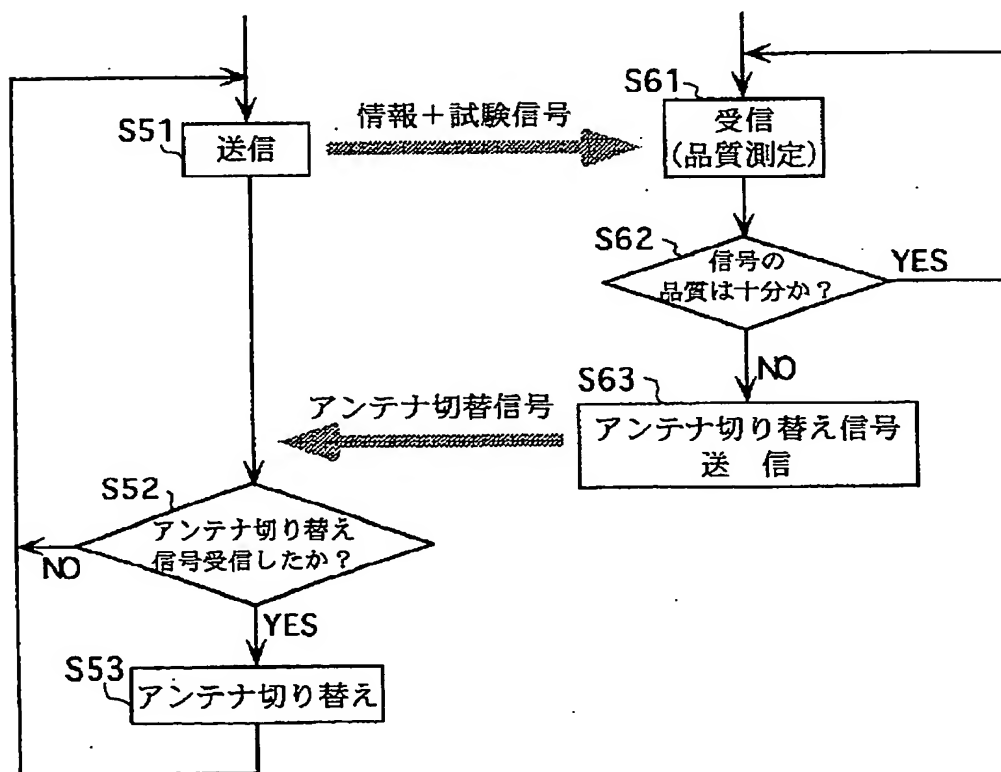 S51
送信
情報+試験信号
S61
受信
(品質測定)
S62
信号の
品質は十分か?
YES
NO
S63
アンテナ切り替え信号
送 信
アンテナ切替信号
S52
アンテナ切り替え
信号受信したか?
NO
YES
S53
アンテナ切り替え